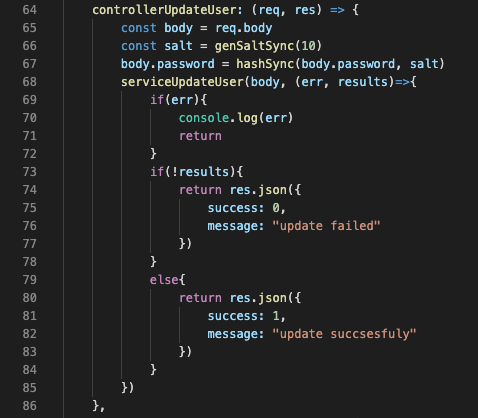 64 controllerUpdateUser: (req, res) => {
65 const body = req.body
66 const salt = genSaltSync(10)
67 body.password = hashSync(body.password, salt)
68 serviceUpdateUser(body, (err, results)=>{
69 if(err){
70 console.log(err)
71 return
72 }
73 if(!results){
74 return res.json({
75 success: 0,
76 message: "update failed"
77 })
78 }
79 else{
80 return res.json({
81 success: 1,
82 message: "update succsesfuly"
83 })
84 }
85 })
86 },